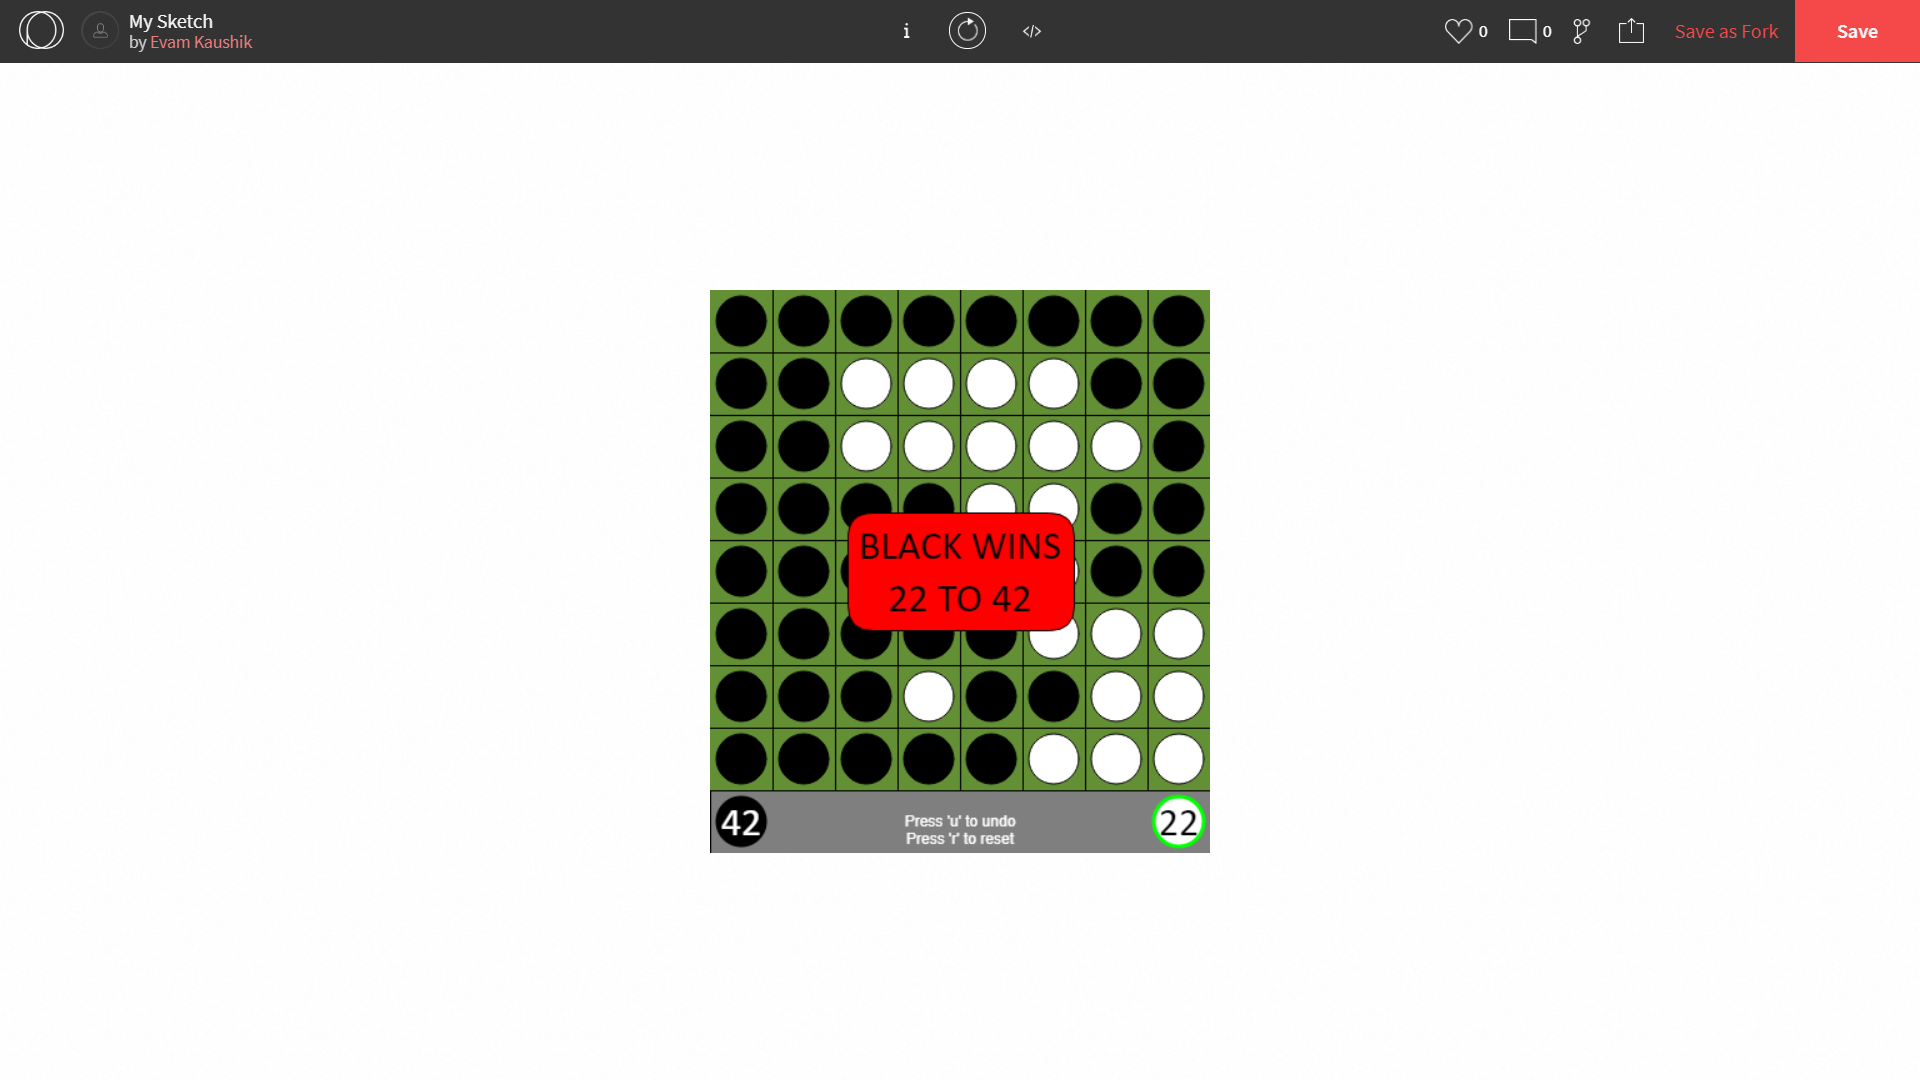 My Sketch
by Evam Kaushik
i
</>
0
0
Save as Fork
Save
BLACK WINS
22 TO 42
42
Press 'u' to undo
Press 'r' to reset
22